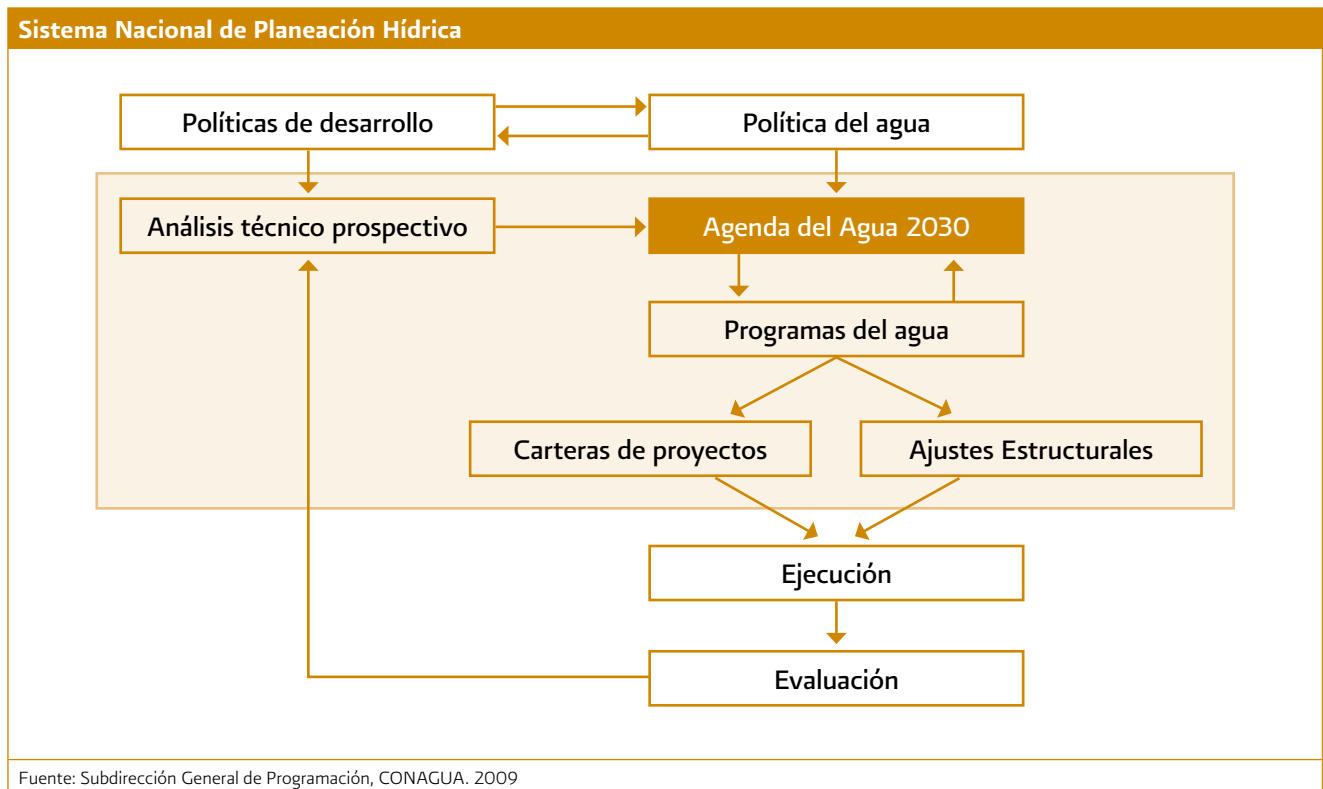 Sistema Nacional de Planeación Hídrica
Políticas de desarrollo
Política del agua
Análisis técnico prospectivo
Agenda del Agua 2030
Programas del agua
Carteras de proyectos
Ajustes Estructurales
Ejecución
Evaluación
Fuente: Subdirección General de Programación, CONAGUA. 2009